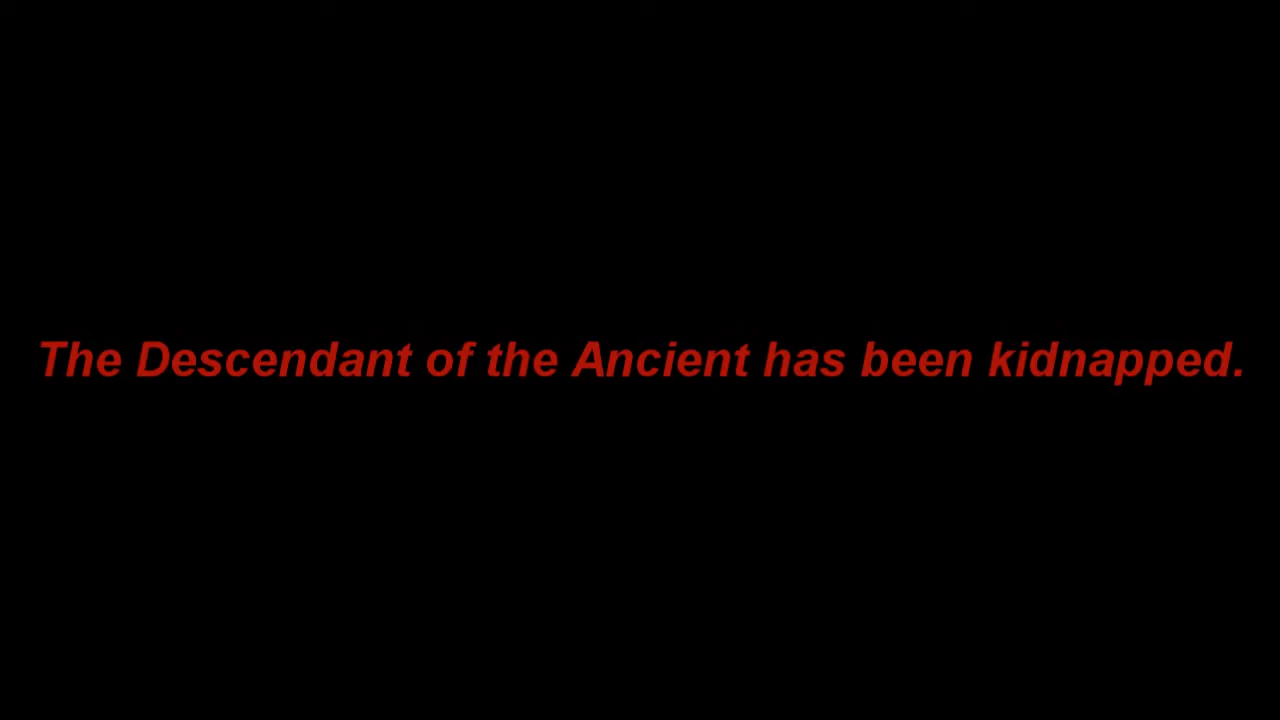 The Descendant of the Ancient has been kidnapped.